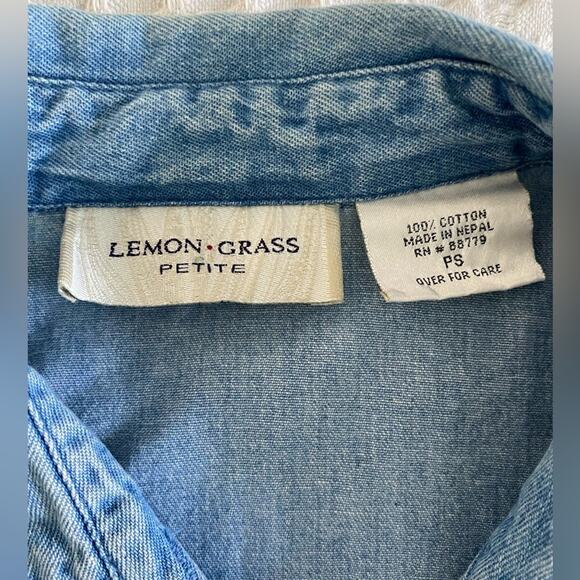 LEMON·GRASS
PETITE
100% COTTON
MADE IN NEPAL
RN # 88779
PS
OVER FOR CARE